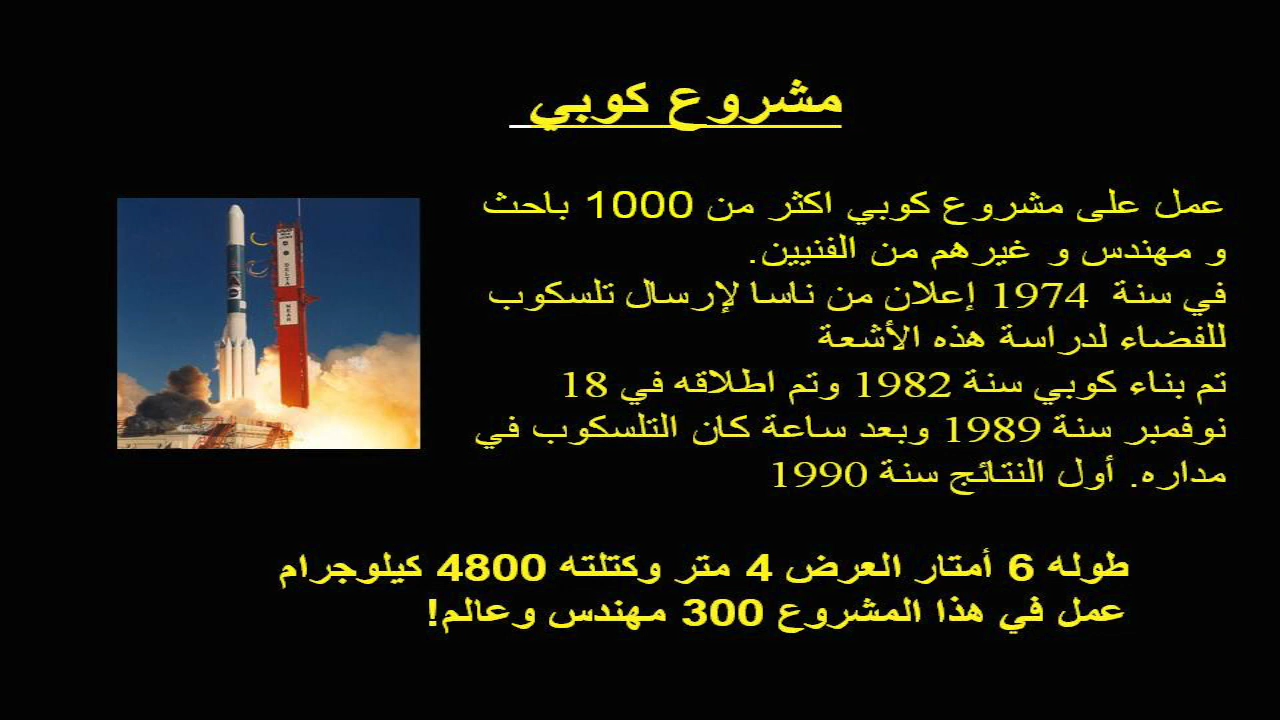 مشروع كوبي
عمل على مشروع كوبي اكثر من 1000 باحث
و مهندس و غيرهم من الفنيين.
في سنة 1974 إعلان من ناسا لإرسال تلسكوب
للفضاء لدراسة هذه الأشعة
تم بناء كوبي سنة 1982 وتم اطلاقه في 18
نوفمبر سنة 1989 وبعد ساعة كان التلسكوب في
مداره. أول النتائج سنة 1990
DELTA
طوله 6 أمتار العرض 4 متر وكتلته 4800 كيلوجرام
عمل في هذا المشروع 300 مهندس وعالم!